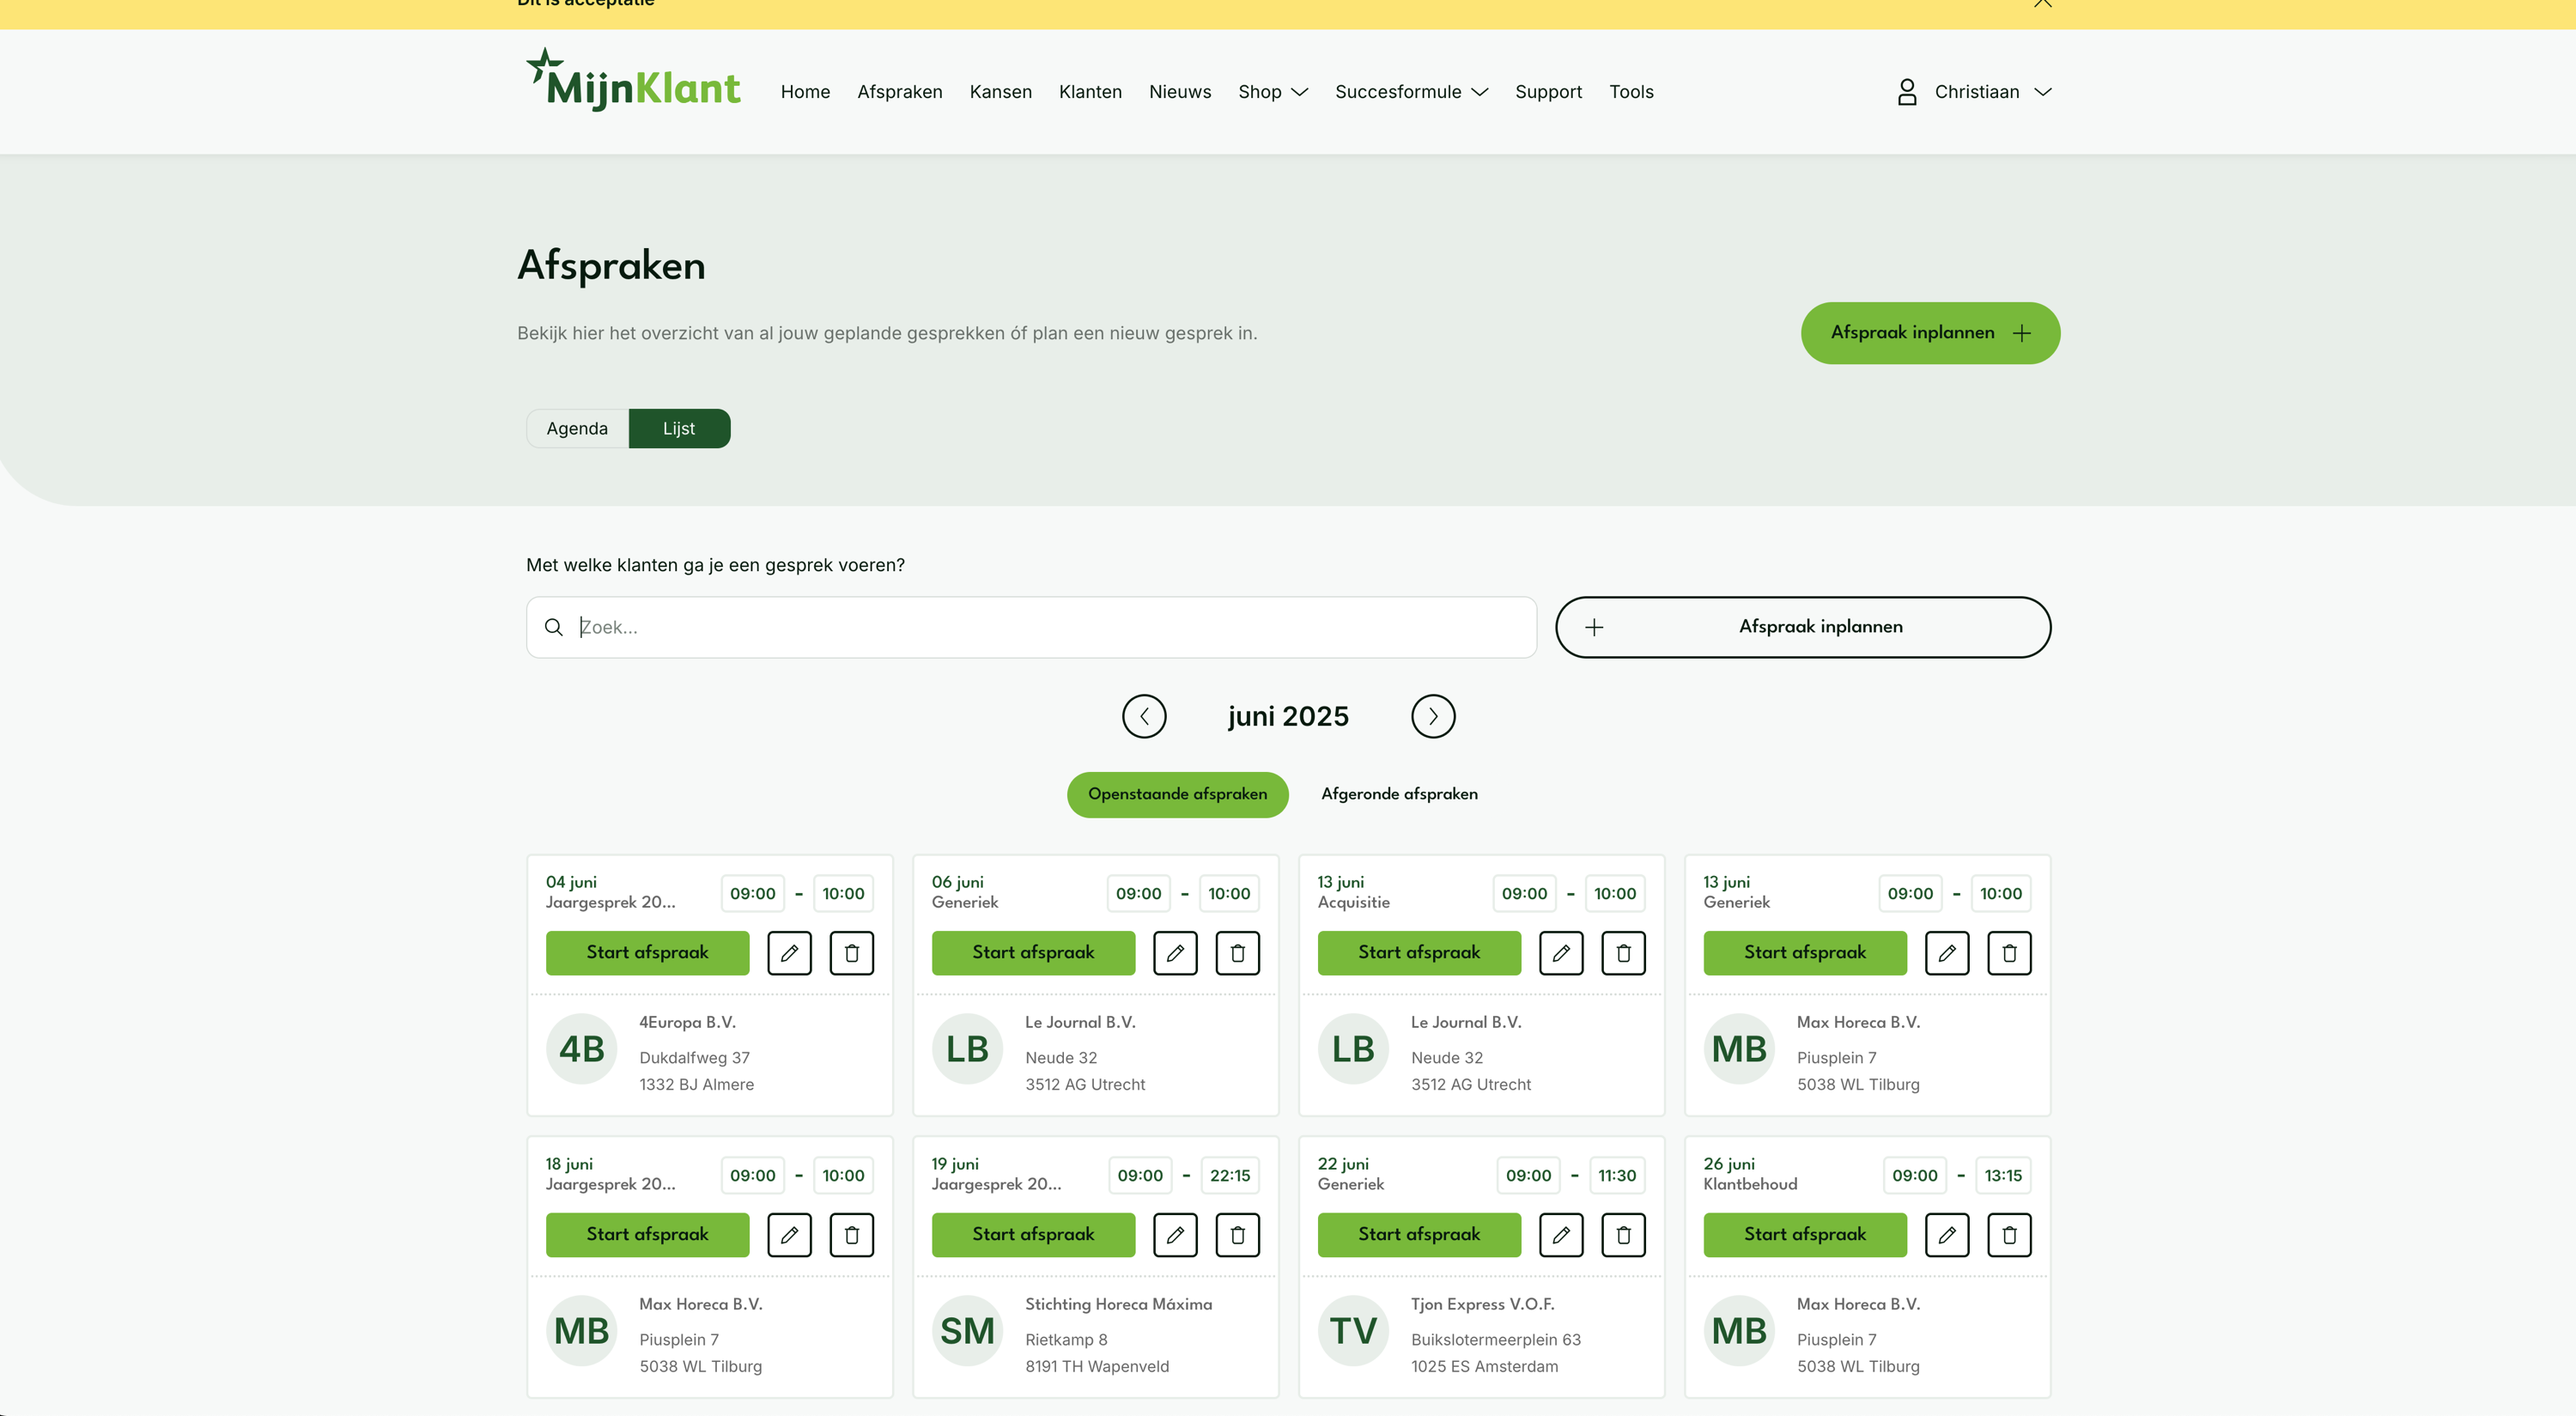 Dit is acceptatie
MijnKlant
Home Afspraken Kansen Klanten Nieuws Shop Succesformule Support Tools Christiaan
Afspraken
Bekijk hier het overzicht van al jouw geplande gesprekken óf plan een nieuw gesprek in.
Afspraak inplannen
Agenda Lijst
Met welke klanten ga je een gesprek voeren?
Zoek...
Afspraak inplannen
juni 2025
Openstaande afspraken Afgeronde afspraken
04 juni
Jaargesprek 20...
09:00 - 10:00
Start afspraak
4B
4Europa B.V.
Dukdalfweg 37
1332 BJ Almere
06 juni
Generiek
09:00 - 10:00
Start afspraak
LB
Le Journal B.V.
Neude 32
3512 AG Utrecht
13 juni
Acquisitie
09:00 - 10:00
Start afspraak
LB
Le Journal B.V.
Neude 32
3512 AG Utrecht
13 juni
Generiek
09:00 - 10:00
Start afspraak
MB
Max Horeca B.V.
Piusplein 7
5038 WL Tilburg
18 juni
Jaargesprek 20...
09:00 - 10:00
Start afspraak
MB
Max Horeca B.V.
Piusplein 7
5038 WL Tilburg
19 juni
Jaargesprek 20...
09:00 - 22:15
Start afspraak
SM
Stichting Horeca Máxima
Rietkamp 8
8191 TH Wapenveld
22 juni
Generiek
09:00 - 11:30
Start afspraak
TV
Tjon Express V.O.F.
Buikslotermeerplein 63
1025 ES Amsterdam
26 juni
Klantbehoud
09:00 - 13:15
Start afspraak
MB
Max Horeca B.V.
Piusplein 7
5038 WL Tilburg